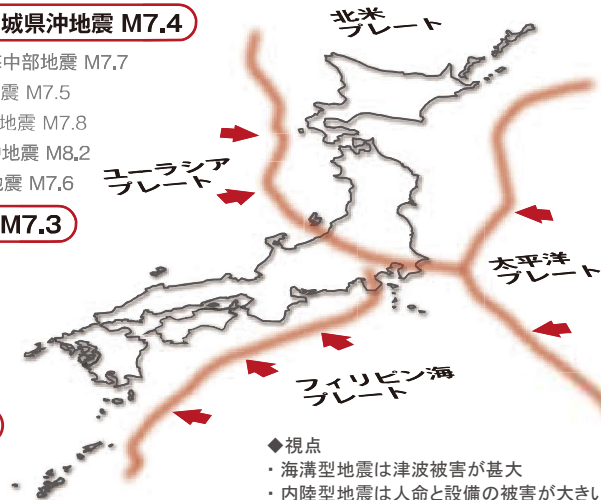 城県沖地震 M7.4
中部地震 M7.7
震 M7.5
地震 M7.8
地震 M8.2
震 M7.6
M7.3
北米
プレート
ユーラシア
プレート
太平洋
プレート
フィリピン海
プレート
◆視点
・海溝型地震は津波被害が甚大
・内陸型地震は人命と設備の被害が大きい